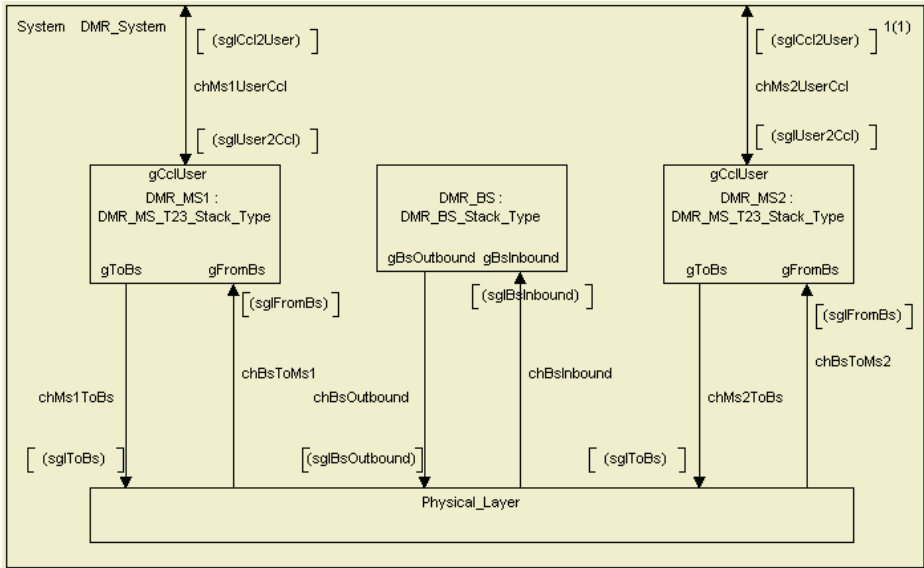 System DMR_System
1(1)
(sglCcl2User)
(sglCcl2User)
chMs1UserCcl
chMs2UserCcl
(sglUser2Ccl)
(sglUser2Ccl)
gCclUser
DMR_MS1 :
DMR_MS_T23_Stack_Type
gToBs gFromBs
DMR_BS :
DMR_BS_Stack_Type
gBsOutbound gBsInbound
gCclUser
DMR_MS2 :
DMR_MS_T23_Stack_Type
gToBs gFromBs
(sglFromBs)
(sglBsInbound)
(sglFromBs)
chMs1ToBs
chBsToMs1
chBsOutbound
chBsInbound
chMs2ToBs
chBsToMs2
(sglToBs)
(sglBsOutbound)
(sglToBs)
Physical_Layer